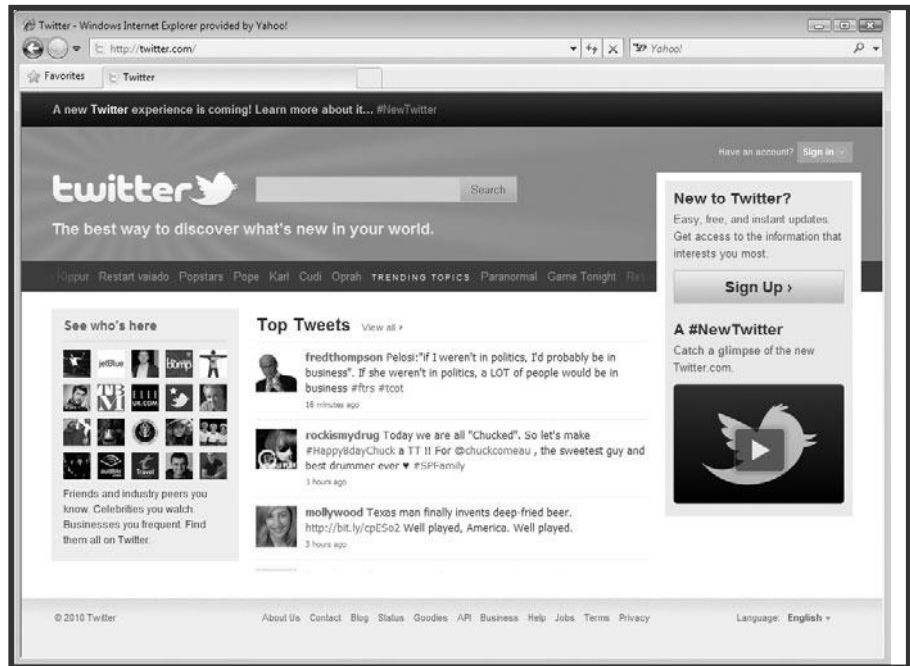 Twitter - Windows Internet Explorer provided by Yahoo!
http://twitter.com/
Yahoo!
Favorites
Twitter
A new Twitter experience is coming! Learn more about it... #NewTwitter
Have an account? Sign in
twitter
Search
The best way to discover what's new in your world.
Kippur Restart vaiado Popstars Pope Karl Cudi Oprah TRENDING TOPICS Paranormal Game Tonight
New to Twitter?
Easy, free, and instant updates.
Get access to the information that
interests you most.
Sign Up ›
A #NewTwitter
Catch a glimpse of the new
Twitter.com.
See who's here
jetBlue
Friends and industry peers you
know. Celebrities you watch.
Businesses you frequent. Find
them all on Twitter.
Top Tweets View all ›
fredthompson Pelosi:"if I weren't in politics, I'd probably be in
business". If she weren't in politics, a LOT of people would be in
business #ftrs #tcot
16 minutes ago
rockismydrug Today we are all "Chucked". So let's make
#HappyBdayChuck a TT !! For @chuckcomeau , the sweetest guy and
best drummer ever ♥ #SPFamily
3 hours ago
mollywood Texas man finally invents deep-fried beer.
http://bit.ly/cpESo2 Well played, America. Well played.
3 hours ago
© 2010 Twitter
About Us Contact Blog Status Goodies API Business Help Jobs Terms Privacy
Language: English